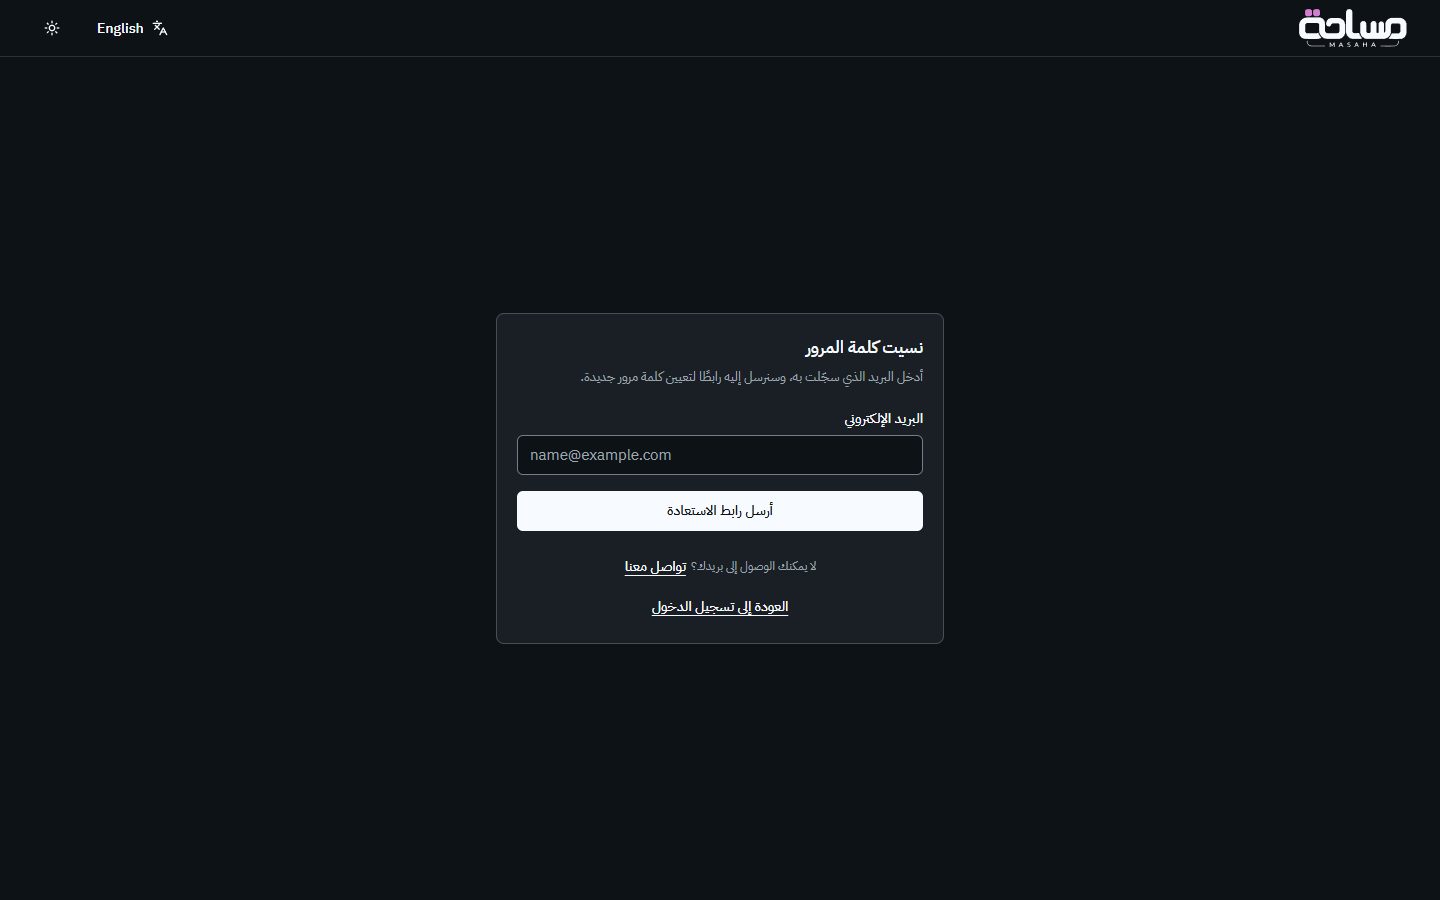 مساحة
MASAHA
English
نسيت كلمة المرور
أدخل البريد الذي سجّلت به، وسنرسل إليه رابطًا لتعيين كلمة مرور جديدة.
البريد الإلكتروني
name@example.com
أرسل رابط الاستعادة
لا يمكنك الوصول إلى بريدك؟ تواصل معنا
العودة إلى تسجيل الدخول